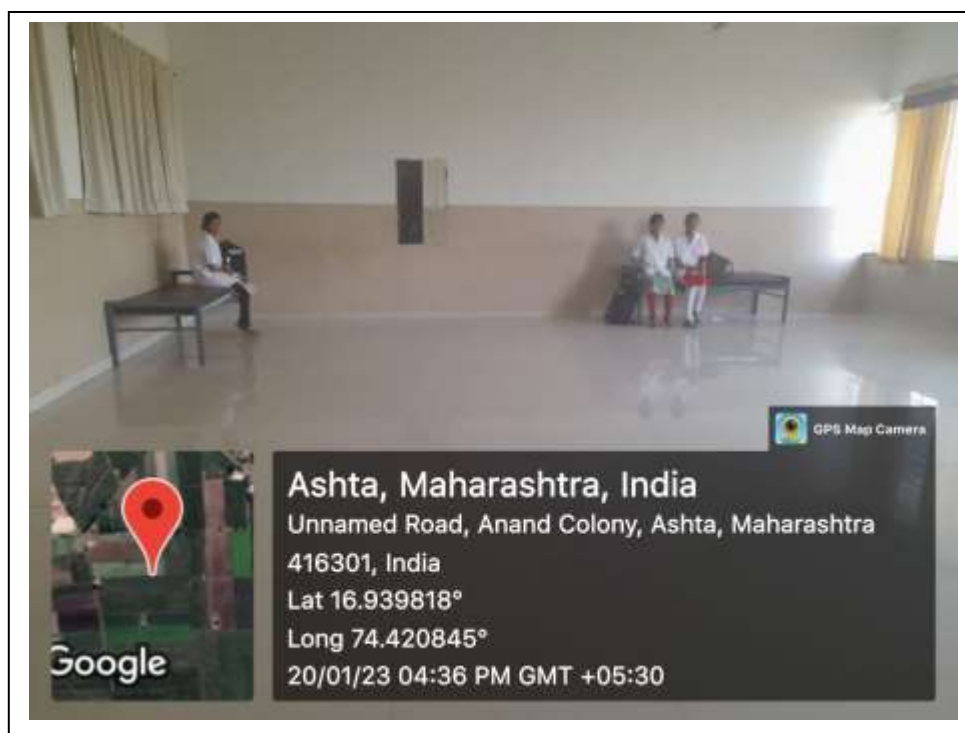 GPS Map Camera
Ashta, Maharashtra, India
Unnamed Road, Anand Colony, Ashta, Maharashtra
416301, India
Lat 16.939818°
Long 74.420845°
20/01/23 04:36 PM GMT +05:30
Google